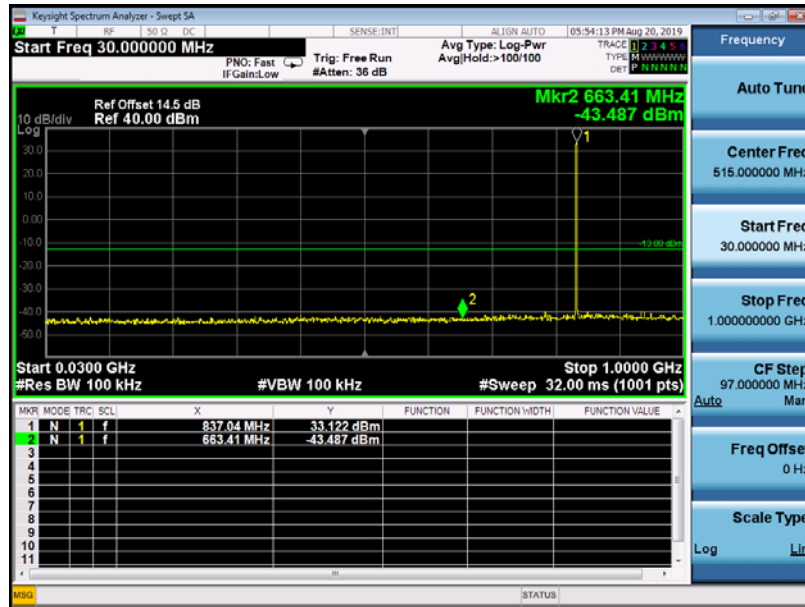 Keysight Spectrum Analyzer - Swept SA
T RF 50 Ω DC SENSE:INT ALIGN AUTO 05:54:13 PM Aug 20, 2019
Start Freq 30.000000 MHz
PNO: Fast
IFGain:Low
Trig: Free Run
#Atten: 36 dB
Avg Type: Log-Pwr
Avg|Hold:>100/100
TRACE 1 2 3 4 5 6
TYPE M W W W W W
DET P N N N N N
Ref Offset 14.5 dB
10 dB/div Ref 40.00 dBm
Log
Mkr2 663.41 MHz
-43.487 dBm
30.0
20.0
10.0
0.00
-10.0
-20.0
-30.0
-40.0
-50.0
1
2
-13.00 dBm
Start 0.0300 GHz Stop 1.0000 GHz
#Res BW 100 kHz #VBW 100 kHz #Sweep 32.00 ms (1001 pts)
MKR MODE TRC SCL X Y FUNCTION FUNCTION WIDTH FUNCTION VALUE
1 N 1 f 837.04 MHz 33.122 dBm
2 N 1 f 663.41 MHz -43.487 dBm
3
4
5
6
7
8
9
10
11
MSG STATUS
Frequency
Auto Tune
Center Freq
515.000000 MHz
Start Freq
30.000000 MHz
Stop Freq
1.000000000 GHz
CF Step
97.000000 MHz
Auto Man
Freq Offset
0 Hz
Scale Type
Log Lin